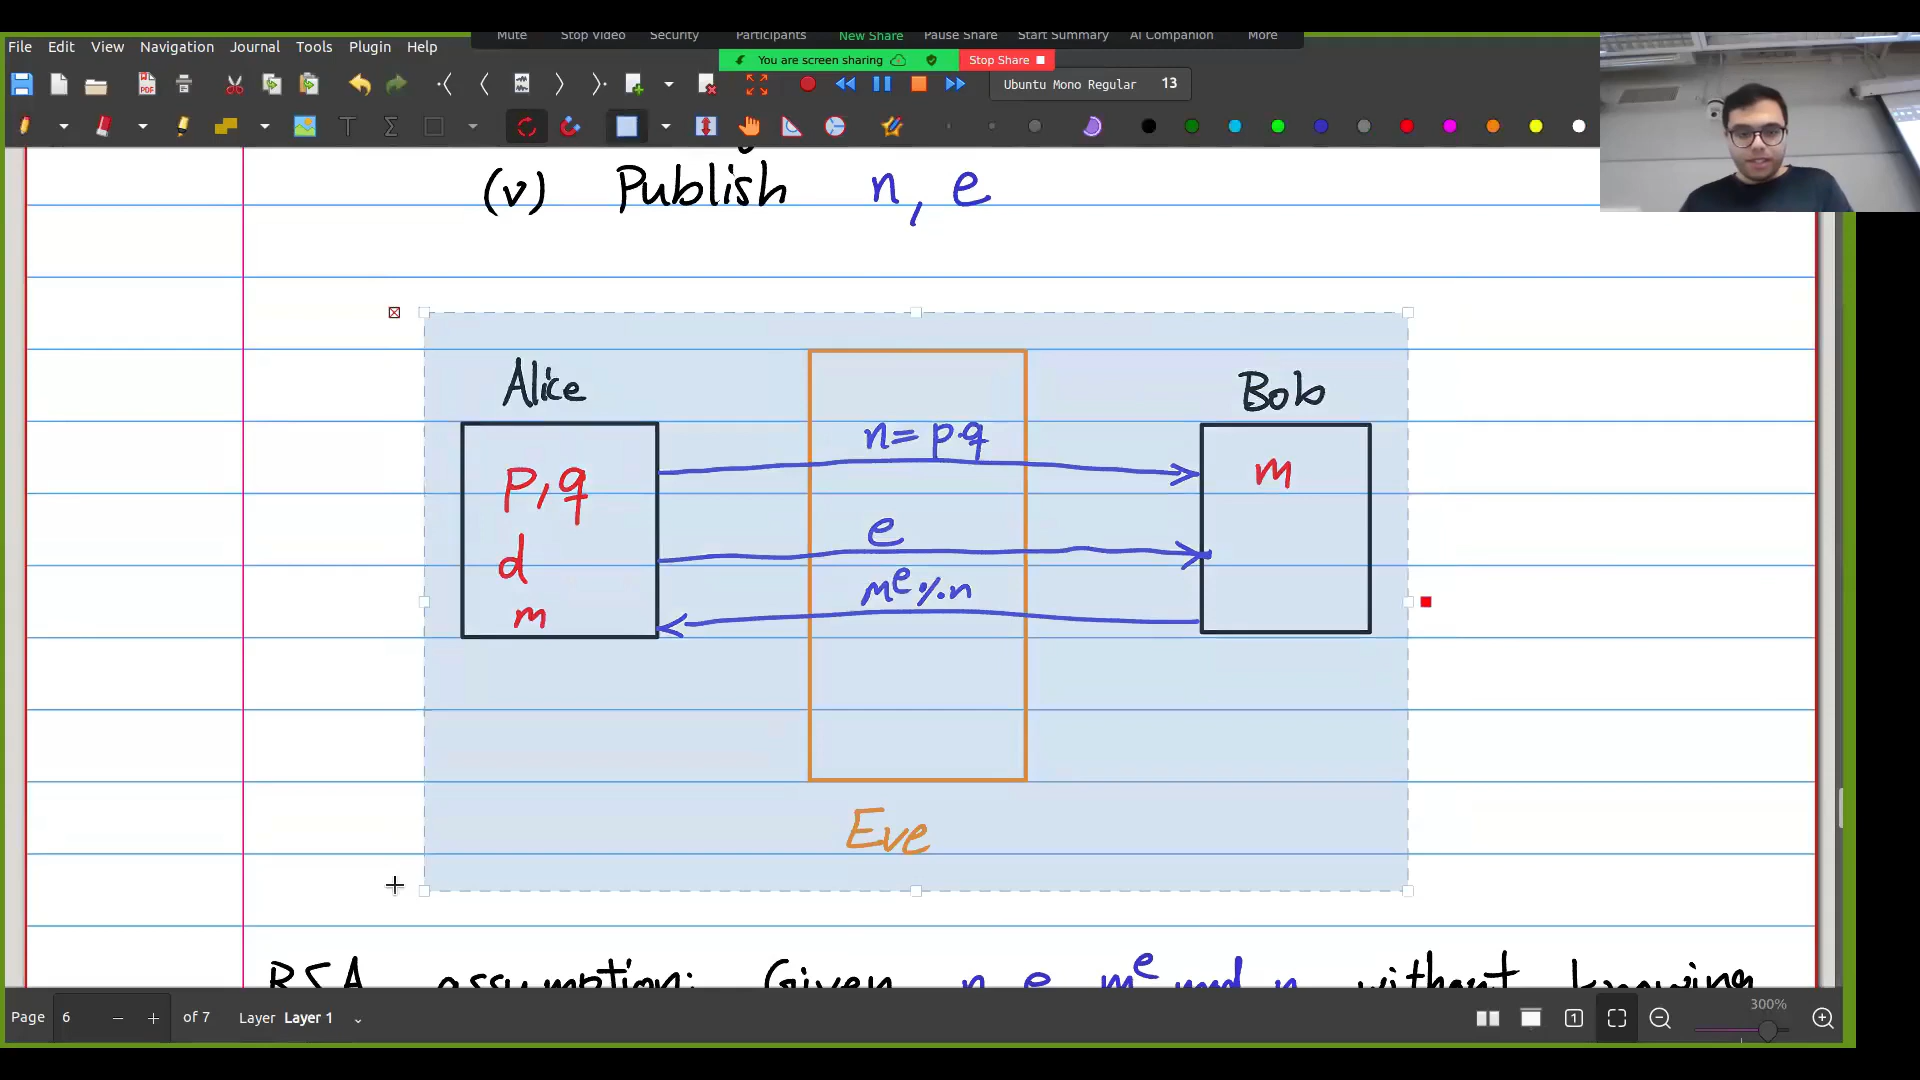 Mute Stop Video Security Participants New Share Pause Share Start Summary AI Companion More
File Edit View Navigation Journal Tools Plugin Help
You are screen sharing Stop Share
Ubuntu Mono Regular 13
(v) Publish n, e
Alice
Bob
n = p·q
p, q
m
e
d
m^e % n
m
Eve
RSA assumption: Given n, e, m^e mod n without knowing
Page 6 of 7 Layer Layer 1 300%